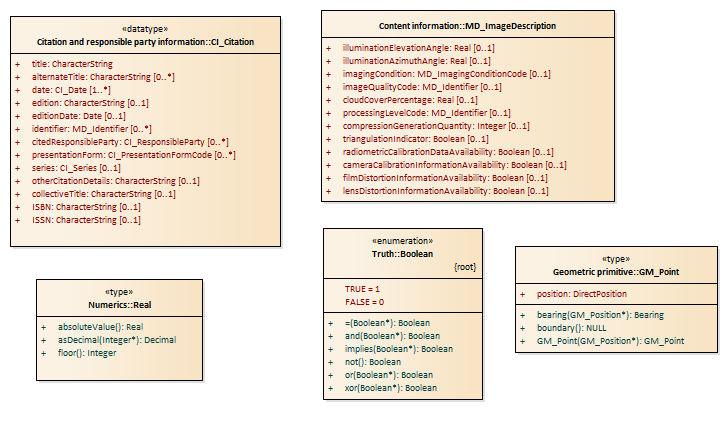 «datatype»
Citation and responsible party information::CI_Citation
+ title: CharacterString
+ alternateTitle: CharacterString [0..*]
+ date: CI_Date [1..*]
+ edition: CharacterString [0..1]
+ editionDate: Date [0..1]
+ identifier: MD_Identifier [0..*]
+ citedResponsibleParty: CI_ResponsibleParty [0..*]
+ presentationForm: CI_PresentationFormCode [0..*]
+ series: CI_Series [0..1]
+ otherCitationDetails: CharacterString [0..1]
+ collectiveTitle: CharacterString [0..1]
+ ISBN: CharacterString [0..1]
+ ISSN: CharacterString [0..1]
Content information::MD_ImageDescription
+ illuminationElevationAngle: Real [0..1]
+ illuminationAzimuthAngle: Real [0..1]
+ imagingCondition: MD_ImagingConditionCode [0..1]
+ imageQualityCode: MD_Identifier [0..1]
+ cloudCoverPercentage: Real [0..1]
+ processingLevelCode: MD_Identifier [0..1]
+ compressionGenerationQuantity: Integer [0..1]
+ triangulationIndicator: Boolean [0..1]
+ radiometricCalibrationDataAvailability: Boolean [0..1]
+ cameraCalibrationInformationAvailability: Boolean [0..1]
+ filmDistortionInformationAvailability: Boolean [0..1]
+ lensDistortionInformationAvailability: Boolean [0..1]
«type»
Numerics::Real
+ absoluteValue(): Real
+ asDecimal(Integer*): Decimal
+ floor(): Integer
«enumeration»
Truth::Boolean
{root}
TRUE = 1
FALSE = 0
+ =(Boolean*): Boolean
+ and(Boolean*): Boolean
+ implies(Boolean*): Boolean
+ not(): Boolean
+ or(Boolean*): Boolean
+ xor(Boolean*): Boolean
«type»
Geometric primitive::GM_Point
+ position: DirectPosition
+ bearing(GM_Position*): Bearing
+ boundary(): NULL
+ GM_Point(GM_Position*): GM_Point